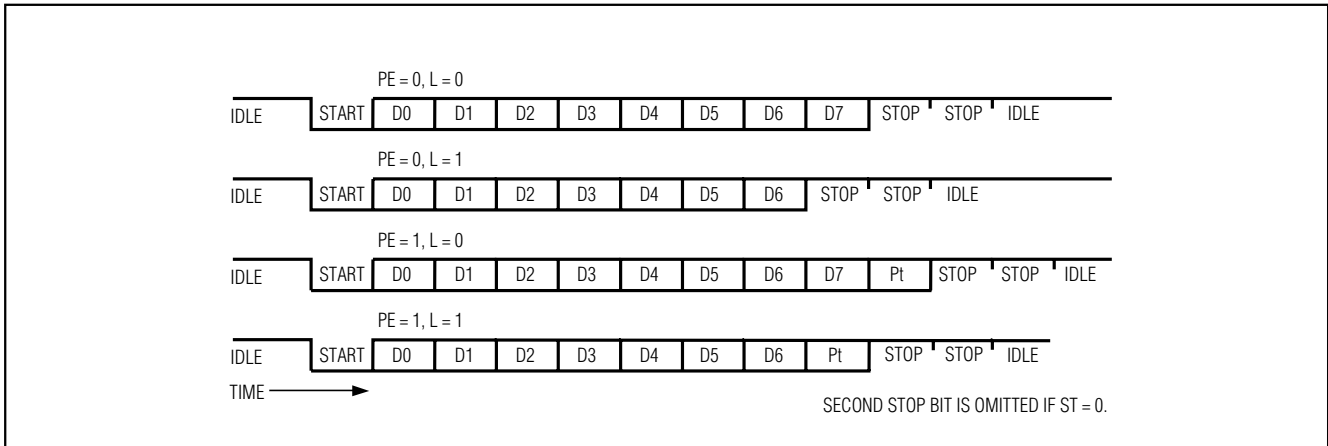 PE = 0, L = 0
IDLE START D0 D1 D2 D3 D4 D5 D6 D7 STOP STOP IDLE
PE = 0, L = 1
IDLE START D0 D1 D2 D3 D4 D5 D6 STOP STOP IDLE
PE = 1, L = 0
IDLE START D0 D1 D2 D3 D4 D5 D6 D7 Pt STOP STOP IDLE
PE = 1, L = 1
IDLE START D0 D1 D2 D3 D4 D5 D6 Pt STOP STOP IDLE
TIME
SECOND STOP BIT IS OMITTED IF ST = 0.